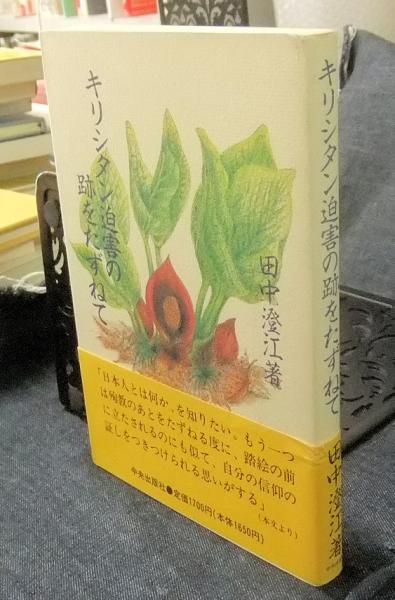 キリシタン迫害の
跡をたずねて
田中澄江著
「日本人とは何か。を知りたい。もう一つ
は殉教のあとをたずねる度に、踏絵の前
に立たされるのにも似て、自分の信仰の
証しをつきつけられる思いがする」
(本文より)
中央出版社●定価1700円(本体1650円)
キリシタン迫害の跡をたずねて
田中澄江著